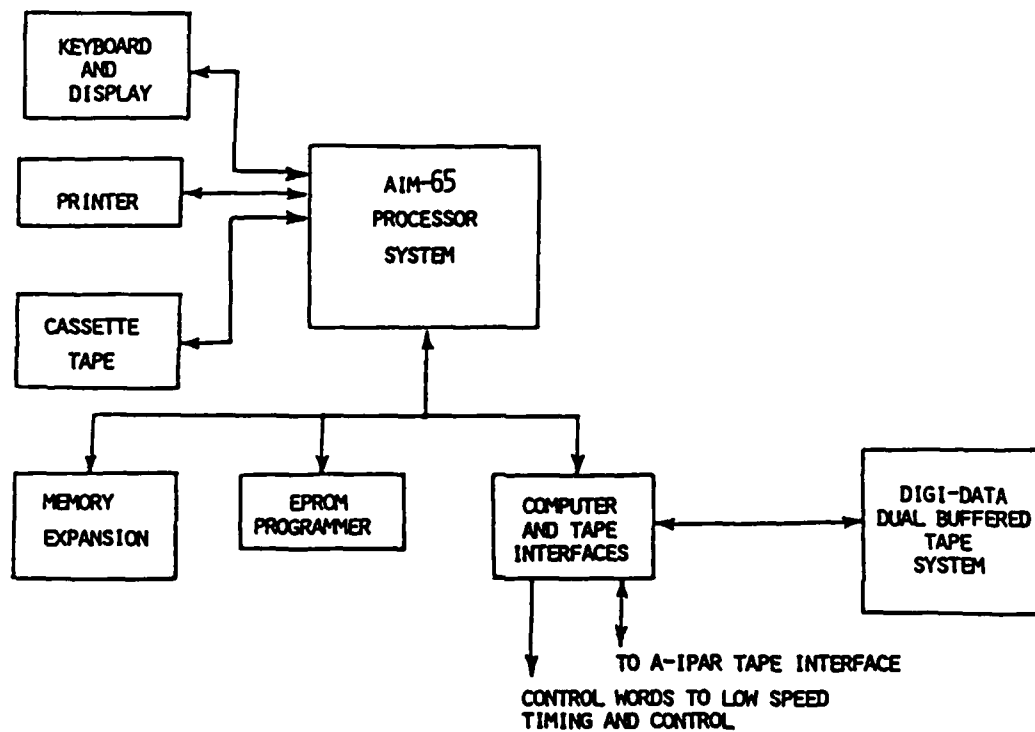 KEYBOARD
AND
DISPLAY
PRINTER
CASSETTE
TAPE
AIM-65
PROCESSOR
SYSTEM
MEMORY
EXPANSION
EPROM
PROGRAMMER
COMPUTER
AND TAPE
INTERFACES
DIGI-DATA
DUAL BUFFERED
TAPE
SYSTEM
TO A-IPAR TAPE INTERFACE
CONTROL WORDS TO LOW SPEED
TIMING AND CONTROL